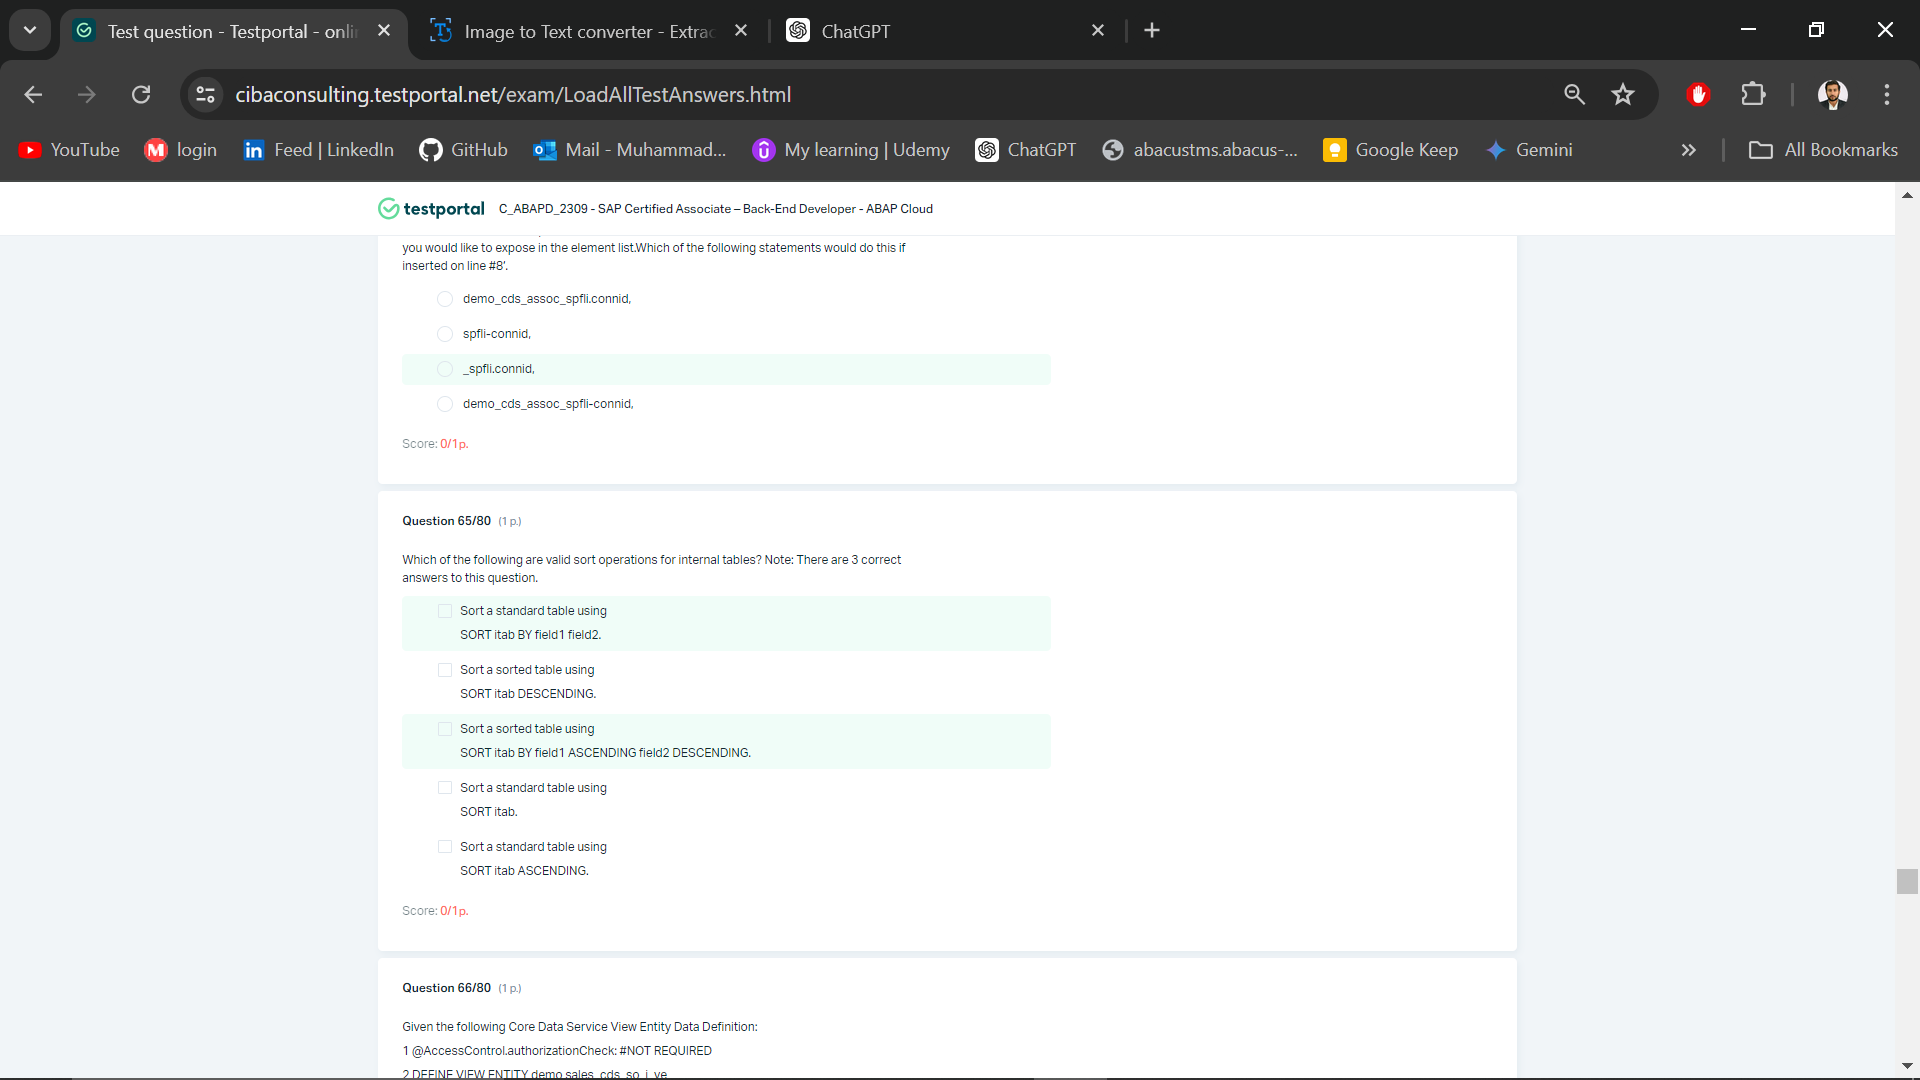 Test question - Testportal - onli
Image to Text converter - Extrac
ChatGPT
cibaconsulting.testportal.net/exam/LoadAllTestAnswers.html
YouTube
login
Feed | LinkedIn
GitHub
Mail - Muhammad...
My learning | Udemy
ChatGPT
abacustms.abacus-...
Google Keep
Gemini
All Bookmarks
testportal
C_ABAPD_2309 - SAP Certified Associate – Back-End Developer - ABAP Cloud
you would like to expose in the element list.Which of the following statements would do this if
inserted on line #8'.
demo_cds_assoc_spfli.connid,
spfli-connid,
_spfli.connid,
demo_cds_assoc_spfli-connid,
Score: 0/1p.
Question 65/80 (1 p.)
Which of the following are valid sort operations for internal tables? Note: There are 3 correct
answers to this question.
Sort a standard table using
SORT itab BY field1 field2.
Sort a sorted table using
SORT itab DESCENDING.
Sort a sorted table using
SORT itab BY field1 ASCENDING field2 DESCENDING.
Sort a standard table using
SORT itab.
Sort a standard table using
SORT itab ASCENDING.
Score: 0/1p.
Question 66/80 (1 p.)
Given the following Core Data Service View Entity Data Definition:
1 @AccessControl.authorizationCheck: #NOT REQUIRED
2 DEFINE VIEW ENTITY demo_sales_cds_so_i_ve